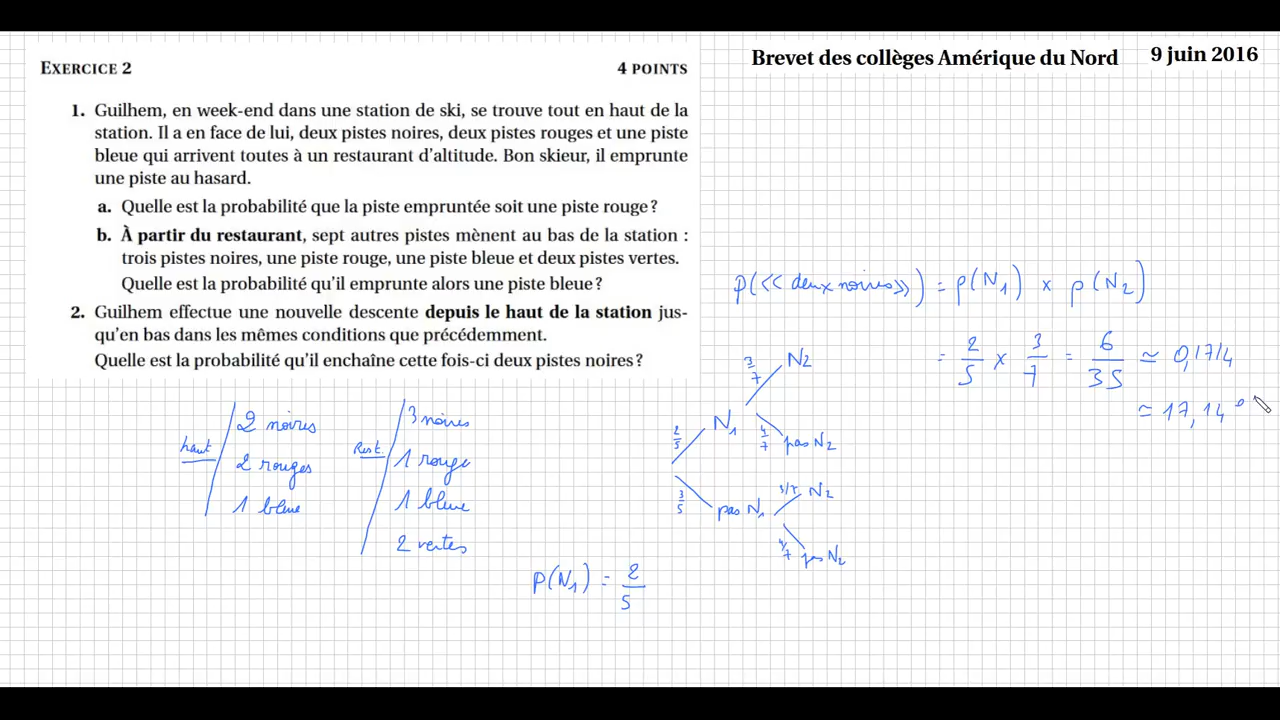 Brevet des collèges Amérique du Nord 9 juin 2016
EXERCICE 2 4 POINTS
1. Guilhem, en week-end dans une station de ski, se trouve tout en haut de la
station. Il a en face de lui, deux pistes noires, deux pistes rouges et une piste
bleue qui arrivent toutes à un restaurant d'altitude. Bon skieur, il emprunte
une piste au hasard.
a. Quelle est la probabilité que la piste empruntée soit une piste rouge ?
b. À partir du restaurant, sept autres pistes mènent au bas de la station :
trois pistes noires, une piste rouge, une piste bleue et deux pistes vertes.
Quelle est la probabilité qu'il emprunte alors une piste bleue ?
2. Guilhem effectue une nouvelle descente depuis le haut de la station jus-
qu'en bas dans les mêmes conditions que précédemment.
Quelle est la probabilité qu'il enchaîne cette fois-ci deux pistes noires ?
haut
2 noires
2 rouges
1 bleue
Rest.
3 noires
1 rouge
1 bleue
2 vertes
P(N1) = 2/5
2/5 N1
3/7 N2
4/7 pas N2
3/5 pas N1
3/7 N2
4/7 pas N2
P(<<deux noires>>) = p(N1) × p(N2)
= 2/5 × 3/7 = 6/35 ≃ 0,1714
≃ 17,14 °